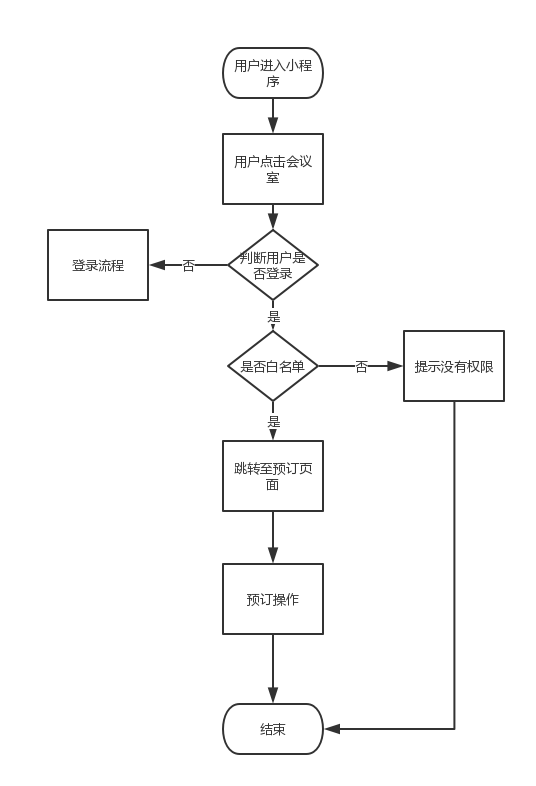 用户进入小程
序
用户点击会议
室
判断用户是
否登录
否
登录流程
是
是否白名单
否
提示没有权限
是
跳转至预订页
面
预订操作
结束